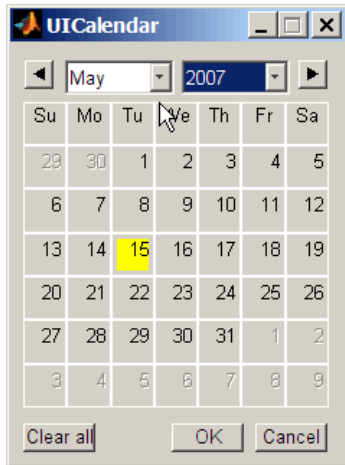 UICalendar
May 2007
Su Mo Tu We Th Fr Sa
29 30 1 2 3 4 5
6 7 8 9 10 11 12
13 14 15 16 17 18 19
20 21 22 23 24 25 26
27 28 29 30 31 1 2
3 4 5 6 7 8 9
Clear all OK Cancel